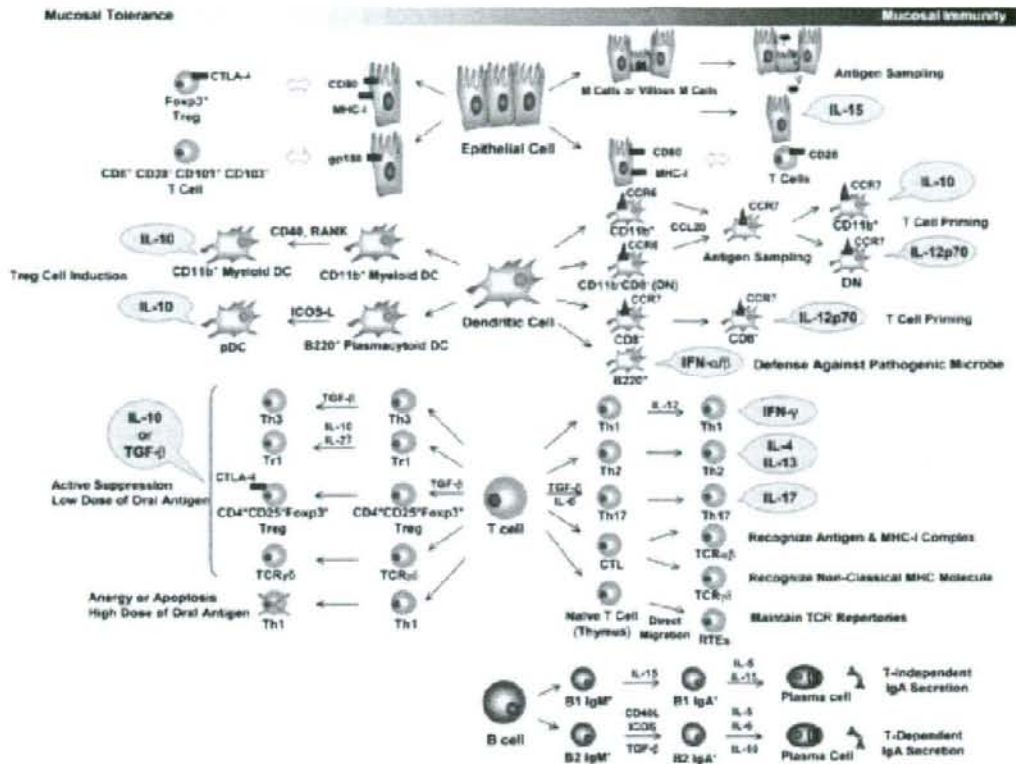 Mucosal Tolerance
Mucosal Immunity
CTLA-4
Foxp3⁺
Treg
CD80
MHC-I
Epithelial Cell
M Cells or Villous M Cells
Antigen Sampling
IL-15
CD8⁺ CD28⁻ CD101⁺ CD103⁺
T Cell
gp180
CD80
MHC-I
CD28
T Cells
IL-10
CD11b⁺ Myeloid DC
CD40, RANK
CD11b⁺ Myeloid DC
Treg Cell Induction
IL-10
pDC
ICOS-L
B220⁺ Plasmacytoid DC
Dendritic Cell
CCR6
CD11b⁺
CCR6
CD11b⁻CD8⁻ (DN)
CCL20
CCR7
Antigen Sampling
CCR7
CD11b⁺
IL-10
T Cell Priming
CCR7
DN
IL-12p70
CCR7
CCR7
IL-12p70
T Cell Priming
B220⁺
IFN-α/β
Defense Against Pathogenic Microbe
IL-10
or
TGF-β
Active Suppression
Low Dose of Oral Antigen
Th3
TGF-β
Th3
Tr1
IL-10
IL-27
Tr1
CTLA-4
CD4⁺CD25⁺Foxp3⁺
Treg
CD4⁺CD25⁺Foxp3⁺
Treg
TGF-β
TCRγδ
TCRγδ
Anergy or Apoptosis
High Dose of Oral Antigen
Th1
Th1
T cell
Th1
IL-12
Th1
IFN-γ
Th2
Th2
IL-4
IL-13
TGF-β
IL-6
Th17
Th17
IL-17
CTL
TCRαβ
Recognize Antigen & MHC-I Complex
TCRγδ
Recognize Non-Classical MHC Molecule
Naive T Cell
(Thymus)
Direct
Migration
RTEs
Maintain TCR Repertories
B cell
B1 IgM⁺
IL-15
B1 IgA⁺
IL-15
Plasma cell
T-Independent
IgA Secretion
B2 IgM⁺
CD40L
ICOS
TGF-β
B2 IgA⁺
IL-5
IL-6
IL-10
Plasma Cell
T-Dependent
IgA Secretion